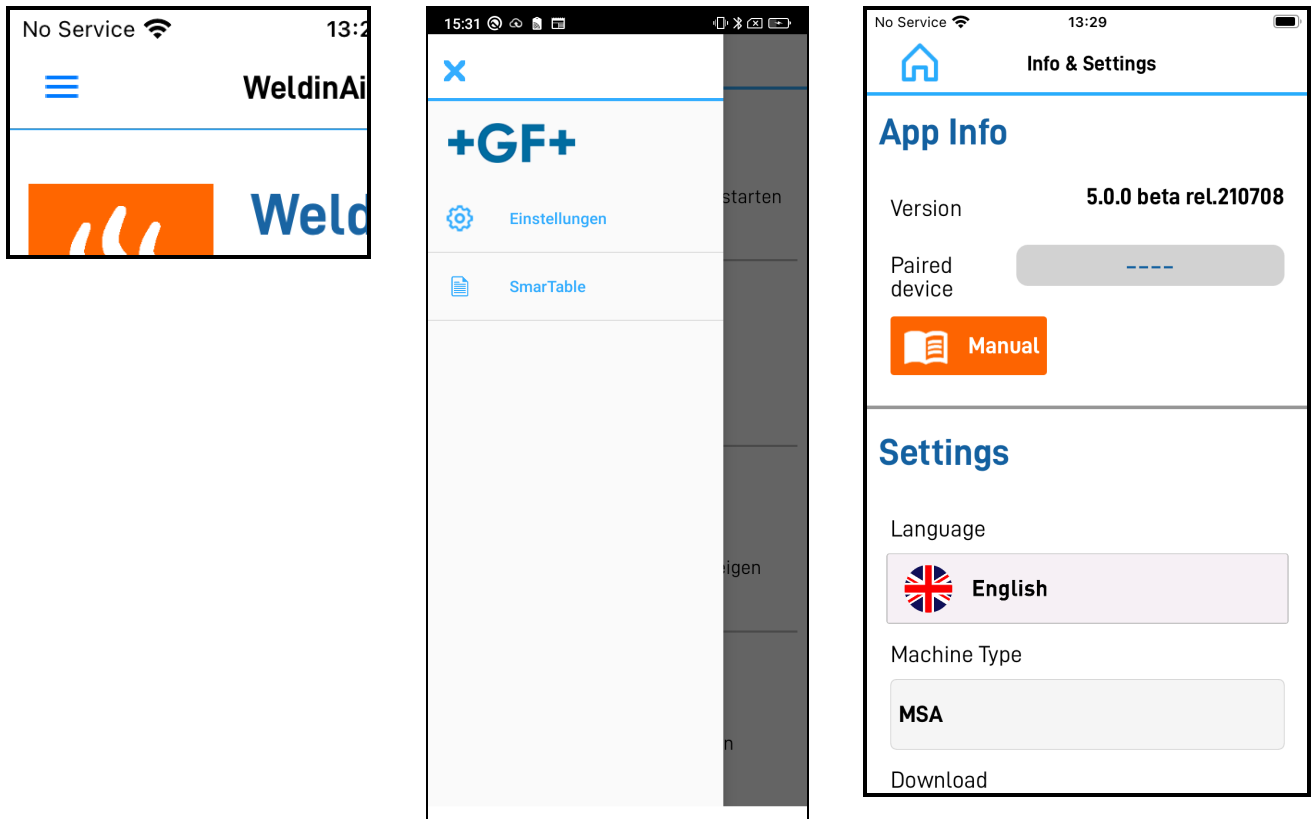 No Service
13:2
WeldinAi
Weld
15:31
+GF+
Einstellungen
SmarTable
starten
eigen
n
No Service 13:29
Info & Settings
App Info
Version 5.0.0 beta rel.210708
Paired
device
----
Manual
Settings
Language
English
Machine Type
MSA
Download